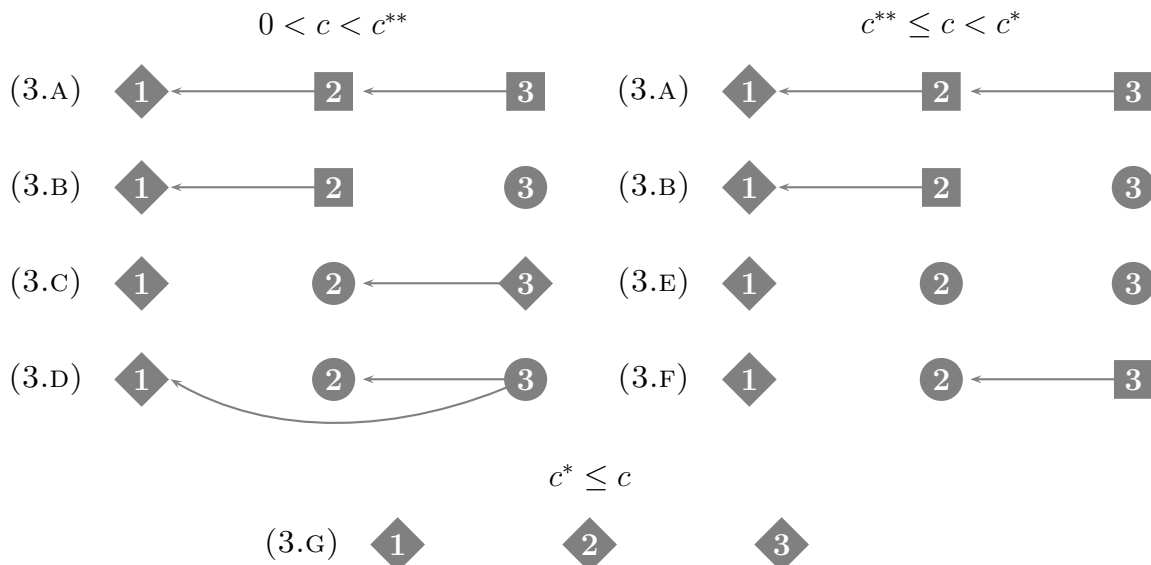 0 < c < c** c** ≤ c < c*
(3.A) 1 2 3 (3.A) 1 2 3
(3.B) 1 2 3 (3.B) 1 2 3
(3.C) 1 2 3 (3.E) 1 2 3
(3.D) 1 2 3 (3.F) 1 2 3
c* ≤ c
(3.G) 1 2 3